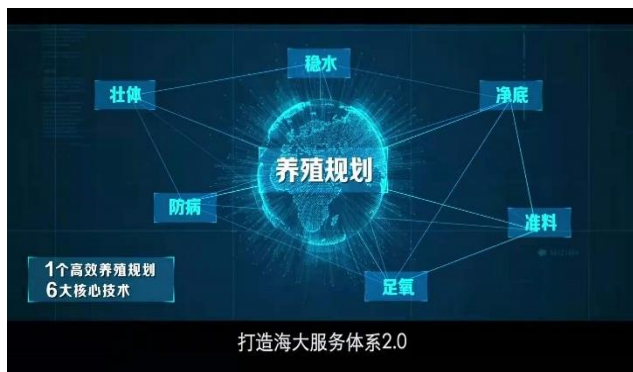 稳水
壮体
净底
养殖规划
防病
准料
足氧
1个高效养殖规划
6大核心技术
打造海大服务体系2.0